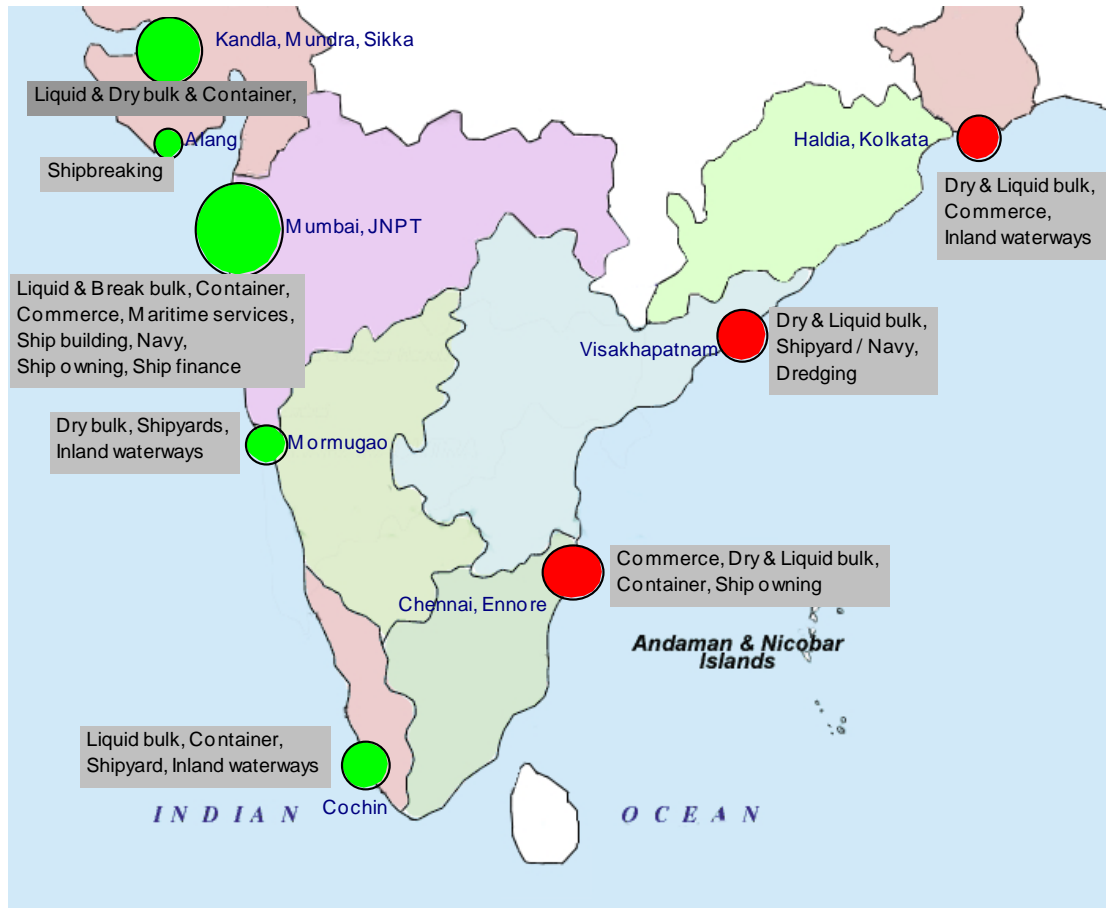 Kandla, Mundra, Sikka
Liquid & Dry bulk & Container,
Alang
Shipbreaking
Haldia, Kolkata
Dry & Liquid bulk,
Commerce,
Inland waterways
Mumbai, JNPT
Liquid & Break bulk, Container,
Commerce, Maritime services,
Ship building, Navy,
Ship owning, Ship finance
Visakhapatnam
Dry & Liquid bulk,
Shipyard / Navy,
Dredging
Dry bulk, Shipyards,
Inland waterways
Mormugao
Commerce, Dry & Liquid bulk,
Container, Ship owning
Chennai, Ennore
Andaman & Nicobar
Islands
Liquid bulk, Container,
Shipyard, Inland waterways
Cochin
INDIAN OCEAN